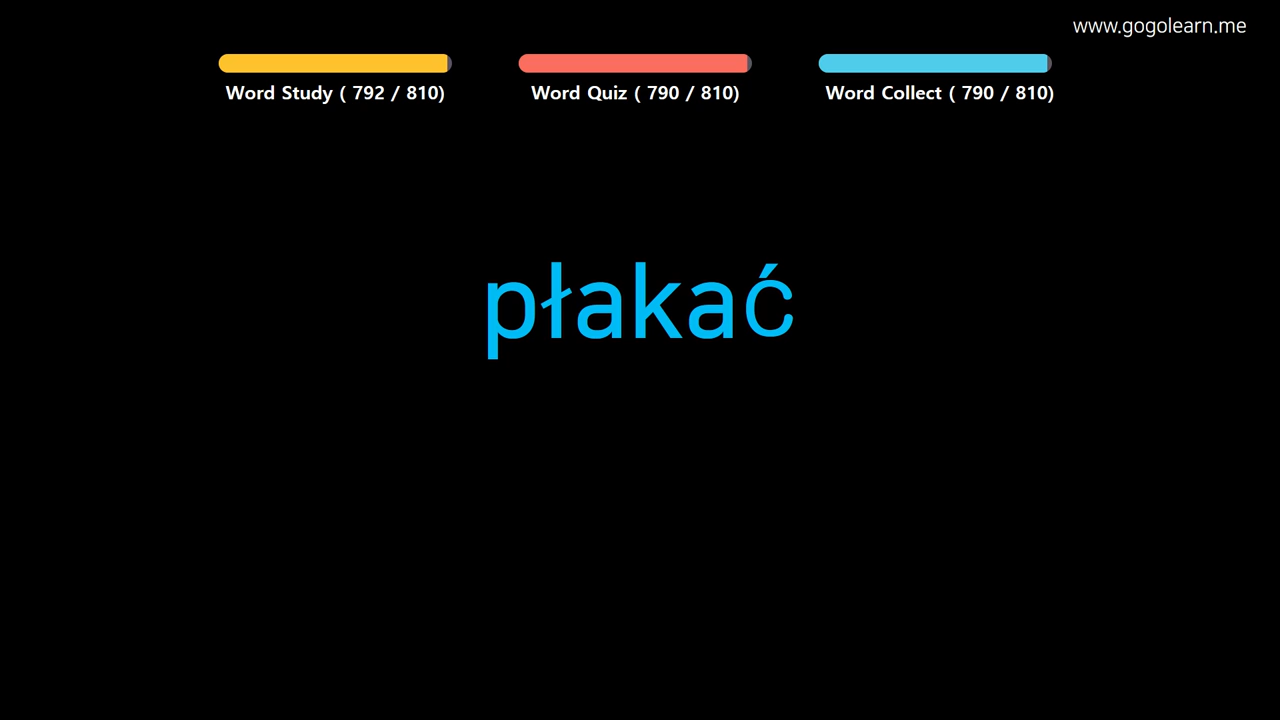 www.gogolearn.me
Word Study ( 792 / 810)
Word Quiz ( 790 / 810)
Word Collect ( 790 / 810)
płakać